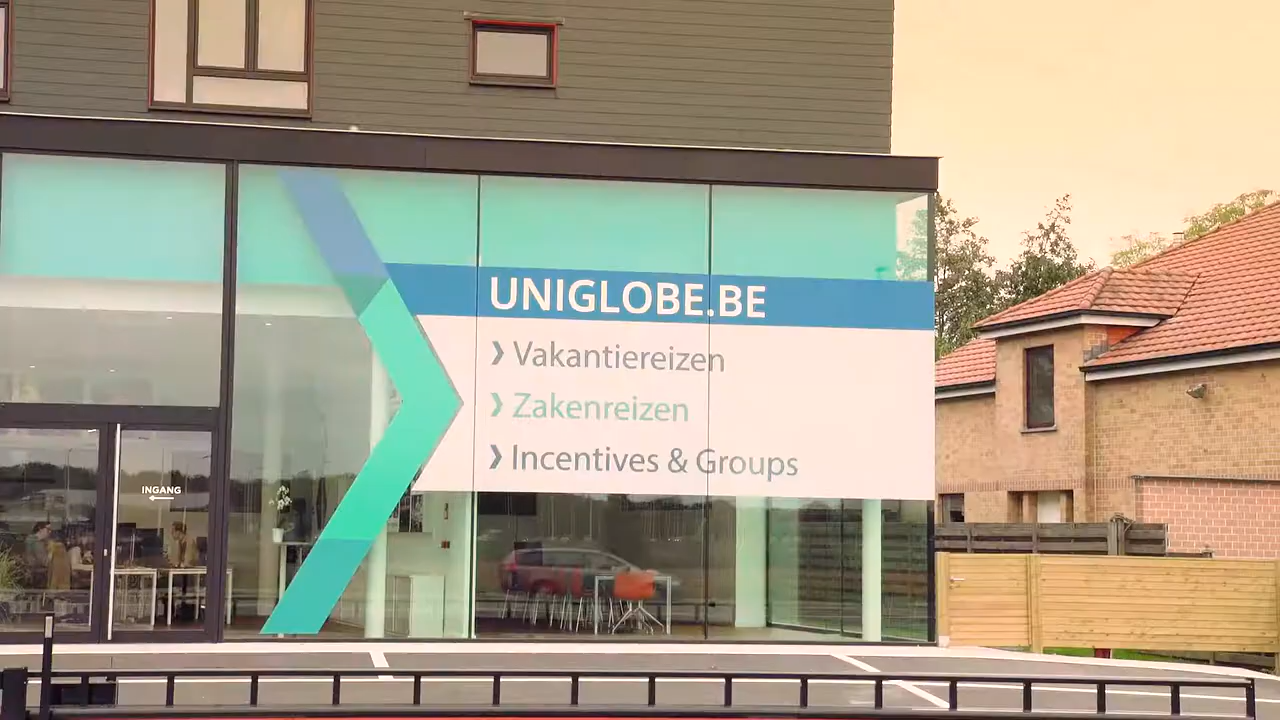 UNIGLOBE.BE
❯ Vakantiereizen
❯ Zakenreizen
❯ Incentives & Groups
INGANG